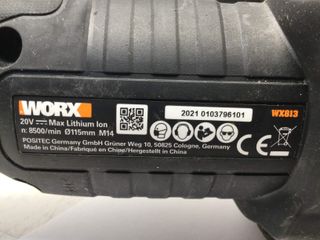 WORX
20V Max Lithium Ion
n: 8500/min Ø115mm M14
POSITEC Germany GmbH Grüner Weg 10, 50825 Cologne, Germany
Made in China/Fabriqué en Chine/Hergestellt in China
2021 0103796101
WX813
CE